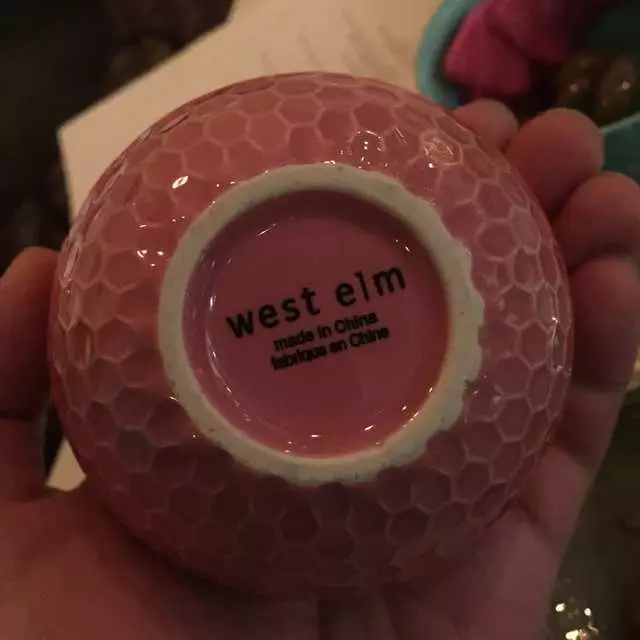 west elm
made in China
fabriqué en Chine